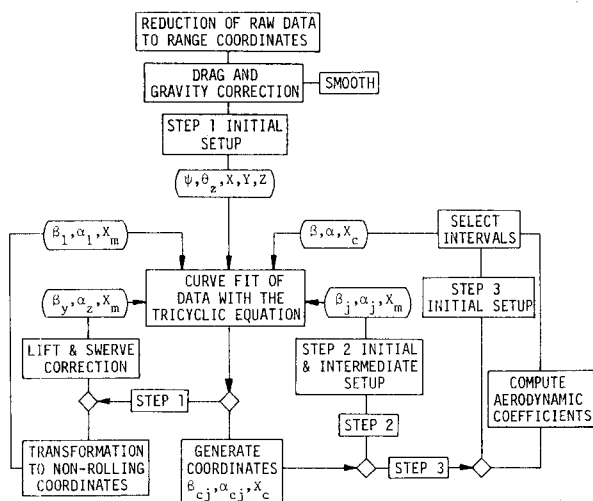 REDUCTION OF RAW DATA
TO RANGE COORDINATES
DRAG AND
GRAVITY CORRECTION
SMOOTH
STEP 1 INITIAL
SETUP
ψ,θz,X,Y,Z
β1,α1,Xm
β,α,Xc
SELECT
INTERVALS
CURVE FIT OF
DATA WITH THE
TRICYCLIC EQUATION
βy,αz,Xm
βj,αj,Xm
STEP 3
INITIAL SETUP
LIFT & SWERVE
CORRECTION
STEP 2 INITIAL
& INTERMEDIATE
SETUP
STEP 1
STEP 2
COMPUTE
AERODYNAMIC
COEFFICIENTS
TRANSFORMATION
TO NON-ROLLING
COORDINATES
GENERATE
COORDINATES
βcj,αcj,Xc
STEP 3